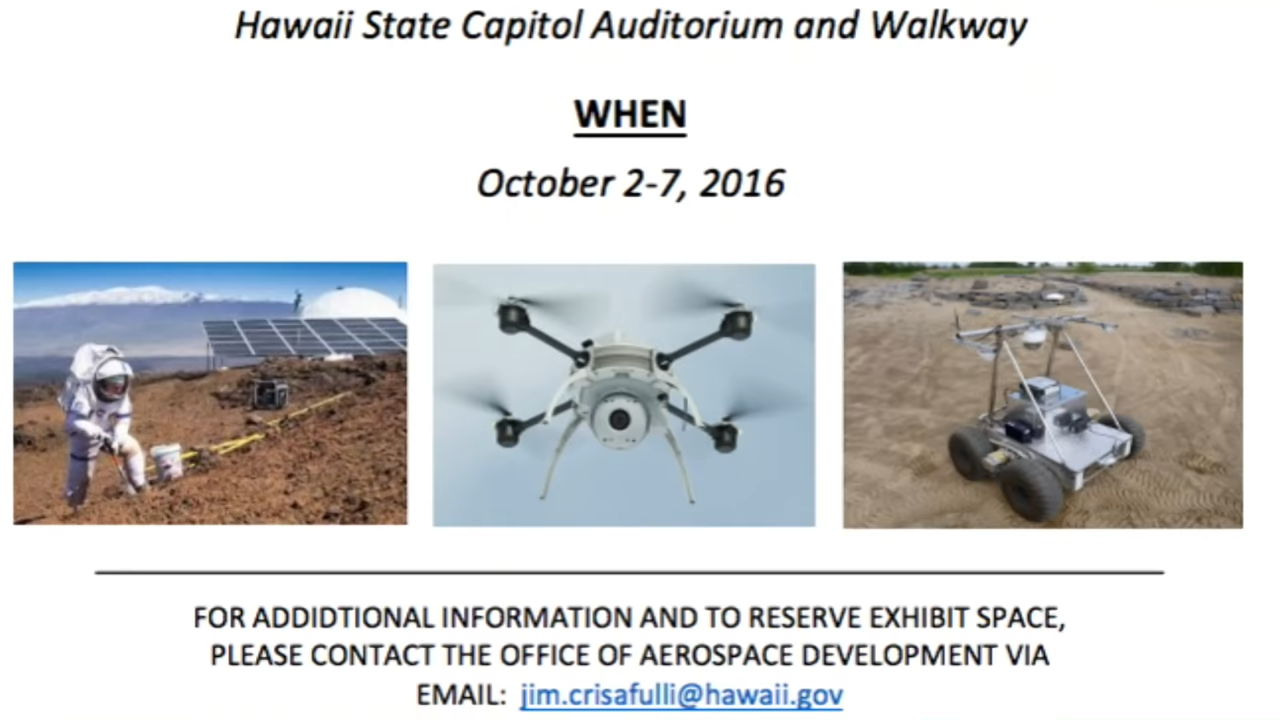 Hawaii State Capitol Auditorium and Walkway
WHEN
October 2-7, 2016
FOR ADDIDTIONAL INFORMATION AND TO RESERVE EXHIBIT SPACE,
PLEASE CONTACT THE OFFICE OF AEROSPACE DEVELOPMENT VIA
EMAIL: jim.crisafulli@hawaii.gov